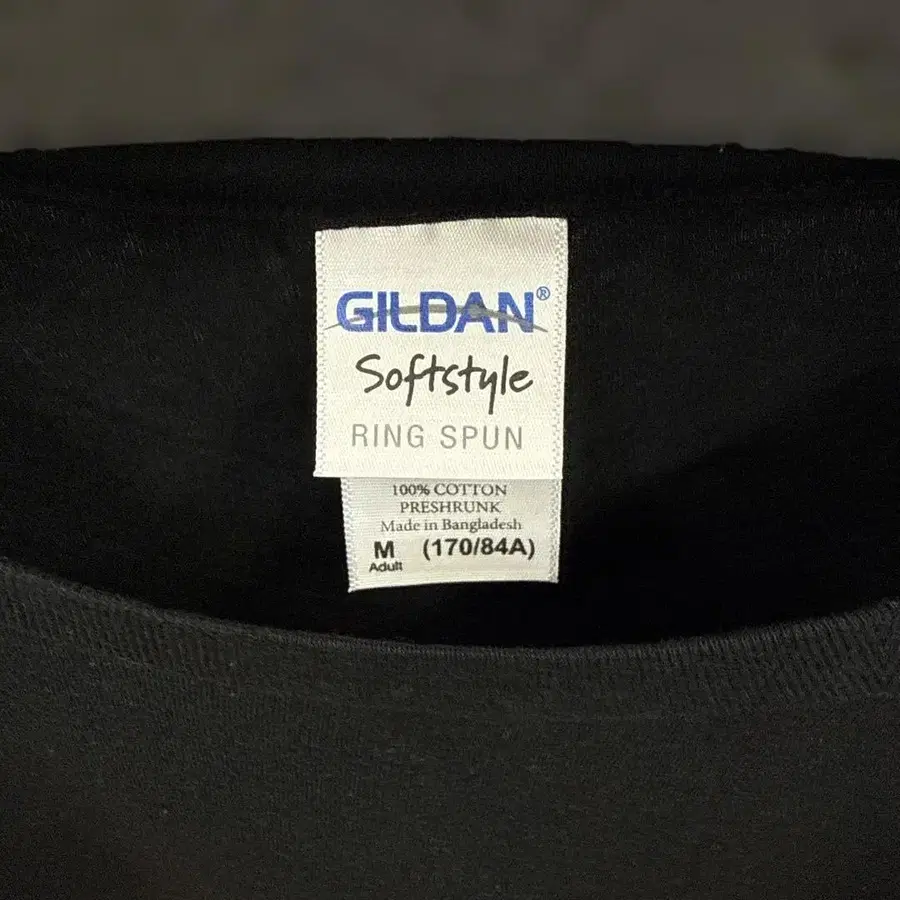 GILDAN®
Softstyle
RING SPUN
100% COTTON
PRESHRUNK
Made in Bangladesh
M (170/84A)
Adult